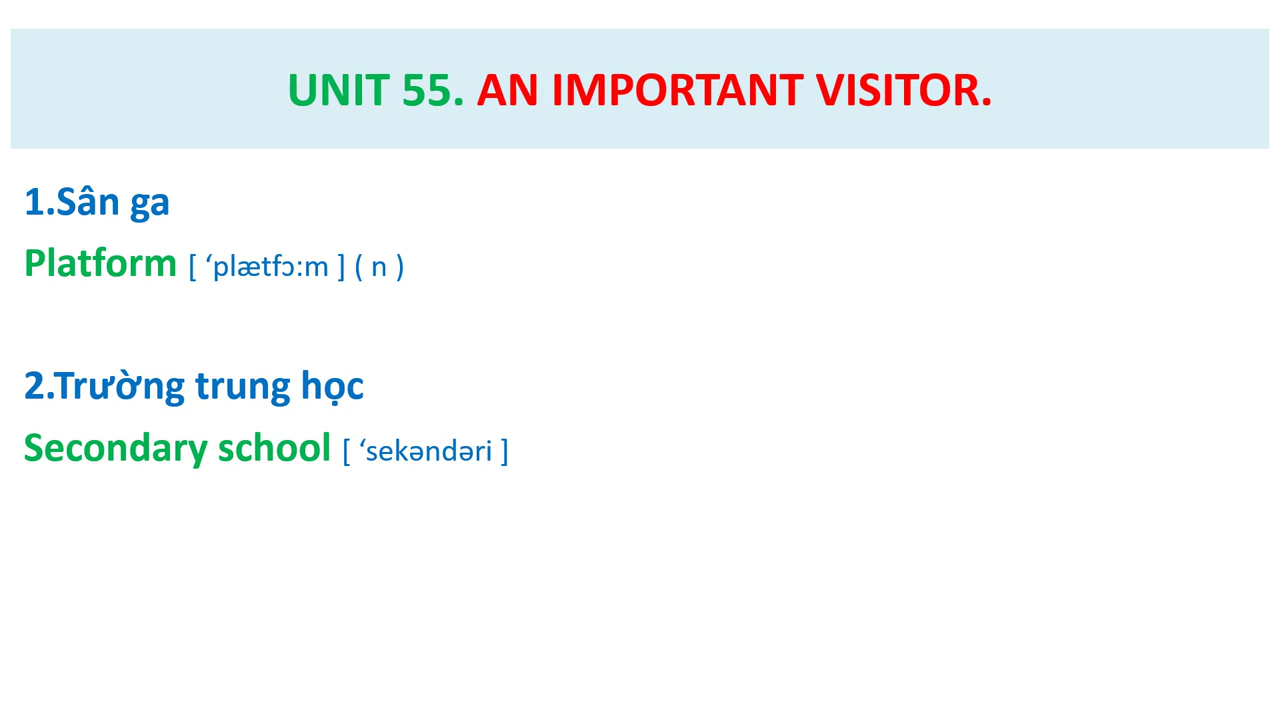 UNIT 55. AN IMPORTANT VISITOR.
1.Sân ga
Platform [ ‘plætfɔ:m ] ( n )
2.Trường trung học
Secondary school [ ‘sekəndəri ]